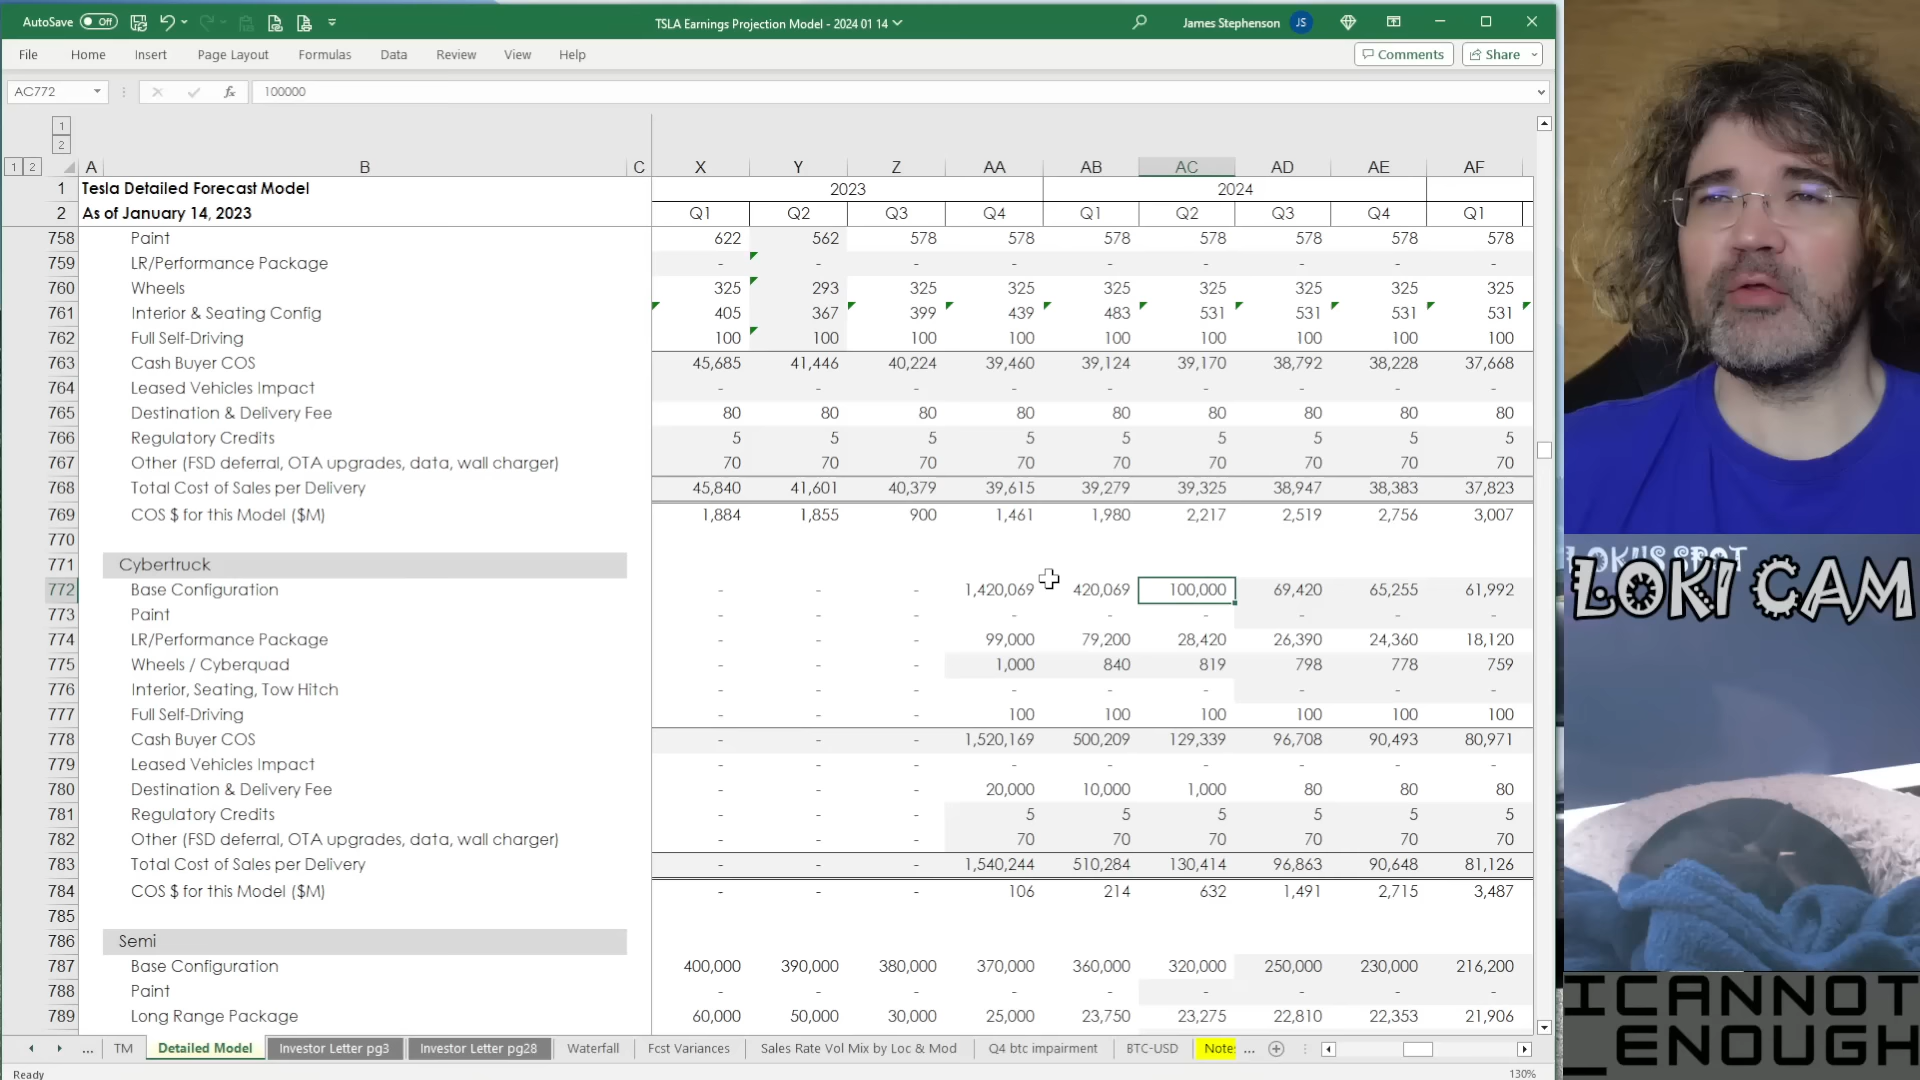 AutoSave Off TSLA Earnings Projection Model - 2024 01 14 James Stephenson JS
File Home Insert Page Layout Formulas Data Review View Help Comments Share
AC772 fx 100000
1
2
1 2 A B C X Y Z AA AB AC AD AE AF
1 Tesla Detailed Forecast Model 2023 2024
2 As of January 14, 2023 Q1 Q2 Q3 Q4 Q1 Q2 Q3 Q4 Q1
758 Paint 622 562 578 578 578 578 578 578 578
759 LR/Performance Package - - - - - - - - -
760 Wheels 325 293 325 325 325 325 325 325 325
761 Interior & Seating Config 405 367 399 439 483 531 531 531 531
762 Full Self-Driving 100 100 100 100 100 100 100 100 100
763 Cash Buyer COS 45,685 41,446 40,224 39,460 39,124 39,170 38,792 38,228 37,668
764 Leased Vehicles Impact - - - - - - - - -
765 Destination & Delivery Fee 80 80 80 80 80 80 80 80 80
766 Regulatory Credits 5 5 5 5 5 5 5 5 5
767 Other (FSD deferral, OTA upgrades, data, wall charger) 70 70 70 70 70 70 70 70 70
768 Total Cost of Sales per Delivery 45,840 41,601 40,379 39,615 39,279 39,325 38,947 38,383 37,823
769 COS $ for this Model ($M) 1,884 1,855 900 1,461 1,980 2,217 2,519 2,756 3,007
770
771 Cybertruck
772 Base Configuration - - - 1,420,069 420,069 100,000 69,420 65,255 61,992
773 Paint - - - - - - - - -
774 LR/Performance Package - - - 99,000 79,200 28,420 26,390 24,360 18,120
775 Wheels / Cyberquad - - - 1,000 840 819 798 778 759
776 Interior, Seating, Tow Hitch - - - - - - - - -
777 Full Self-Driving - - - 100 100 100 100 100 100
778 Cash Buyer COS - - - 1,520,169 500,209 129,339 96,708 90,493 80,971
779 Leased Vehicles Impact - - - - - - - - -
780 Destination & Delivery Fee - - - 20,000 10,000 1,000 80 80 80
781 Regulatory Credits - - - 5 5 5 5 5 5
782 Other (FSD deferral, OTA upgrades, data, wall charger) - - - 70 70 70 70 70 70
783 Total Cost of Sales per Delivery - - - 1,540,244 510,284 130,414 96,863 90,648 81,126
784 COS $ for this Model ($M) - - - 106 214 632 1,491 2,715 3,487
785
786 Semi
787 Base Configuration 400,000 390,000 380,000 370,000 360,000 320,000 250,000 230,000 216,200
788 Paint - - - - - - - - -
789 Long Range Package 60,000 50,000 30,000 25,000 23,750 23,275 22,810 22,353 21,906
... TM Detailed Model Investor Letter pg3 Investor Letter pg28 Waterfall Fcst Variances Sales Rate Vol Mix by Loc & Mod Q4 btc impairment BTC-USD Note ...
Ready 130%
LOKI'S SPOT
LOKI CAM
ICANNOT
_ENOUGH